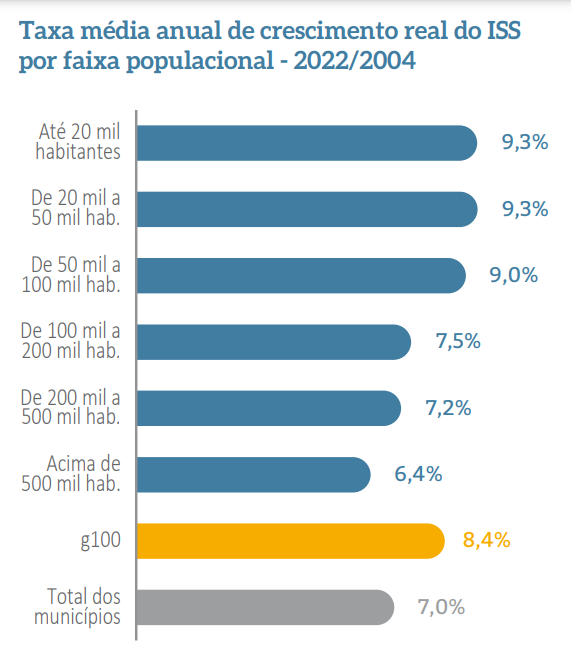 Taxa média anual de crescimento real do ISS
por faixa populacional - 2022/2004
Até 20 mil
habitantes
9,3%
De 20 mil a
50 mil hab.
9,3%
De 50 mil a
100 mil hab.
9,0%
De 100 mil a
200 mil hab.
7,5%
De 200 mil a
500 mil hab.
7,2%
Acima de
500 mil hab.
6,4%
g100
8,4%
Total dos
municípios
7,0%